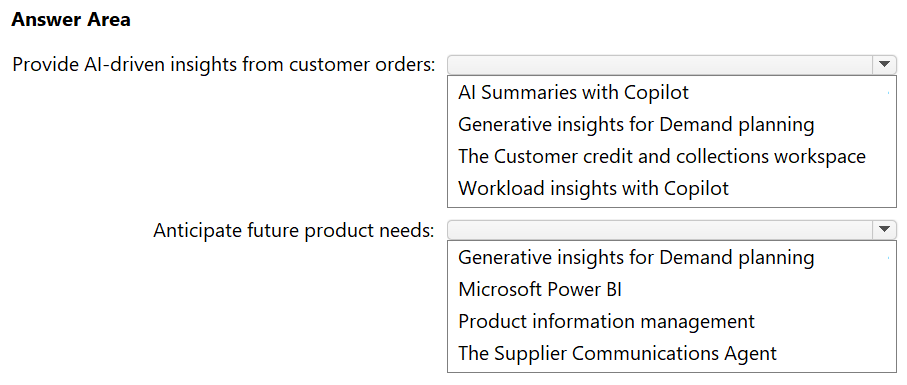 Answer Area
Provide AI-driven insights from customer orders:
AI Summaries with Copilot
Generative insights for Demand planning
The Customer credit and collections workspace
Workload insights with Copilot
Anticipate future product needs:
Generative insights for Demand planning
Microsoft Power BI
Product information management
The Supplier Communications Agent